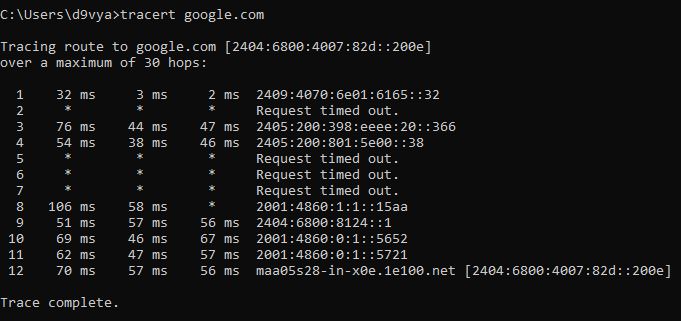 C:\Users\d9vya>tracert google.com
Tracing route to google.com [2404:6800:4007:82d::200e]
over a maximum of 30 hops:
1 32 ms 3 ms 2 ms 2409:4070:6e01:6165::32
2 * * * Request timed out.
3 76 ms 44 ms 47 ms 2405:200:398:eeee:20::366
4 54 ms 38 ms 46 ms 2405:200:801:5e00::38
5 * * * Request timed out.
6 * * * Request timed out.
7 * * * Request timed out.
8 106 ms 58 ms * 2001:4860:1:1::15aa
9 51 ms 57 ms 56 ms 2404:6800:8124::1
10 69 ms 46 ms 67 ms 2001:4860:0:1::5652
11 62 ms 47 ms 57 ms 2001:4860:0:1::5721
12 70 ms 57 ms 56 ms maa05s28-in-x0e.1e100.net [2404:6800:4007:82d::200e]
Trace complete.